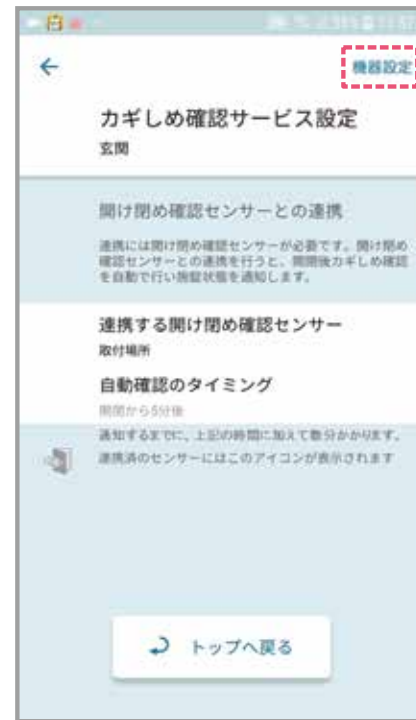 機器設定
カギしめ確認サービス設定
玄関
開け閉め確認センサーとの連携
連携には開け閉め確認センサーが必要です。開け閉め
確認センサーとの連携を行うと、開閉後カギしめ確認
を自動で行い施錠状態を通知します。
連携する開け閉め確認センサー
取付場所
自動確認のタイミング
開閉から5分後
通知するまでに、上記の時間に加えて数分かかります。
連携済のセンサーにはこのアイコンが表示されます
トップへ戻る